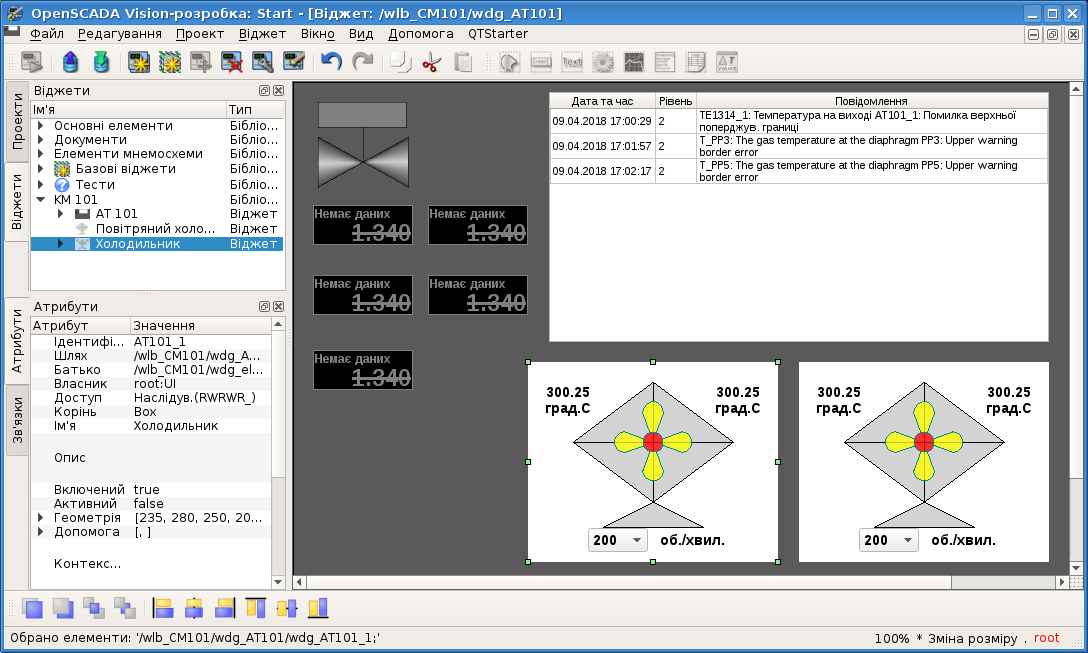 OpenSCADA Vision-розробка: Start - [Віджет: /wlb_CM101/wdg_AT101]
Файл Редагування Проект Віджет Вікно Вид Допомога QTStarter
Проекти
Віджети
Атрибути
Зв'язки
Віджети
Ім'я Тип
Основні елементи Бібліо...
Документи Бібліо...
Елементи мнемосхеми Бібліо...
Базові віджети Бібліо...
Тести Бібліо...
КМ 101 Бібліо...
АТ 101 Віджет
Повітряний холо... Віджет
Холодильник Віджет
Атрибути
Атрибут Значення
Ідентифі... AT101_1
Шлях /wlb_CM101/wdg_A...
Батько /wlb_CM101/wdg_el...
Власник root:UI
Доступ Наслідув.(RWRWR_)
Корінь Box
Ім'я Холодильник
Опис
Включений true
Активний false
Геометрія [235, 280, 250, 20...
Допомога [, ]
Контекс...
Немає даних
1.340
Немає даних
1.340
Немає даних
1.340
Немає даних
1.340
Немає даних
1.340
Дата та час Рівень Повідомлення
09.04.2018 17:00:29 2 TE1314_1: Температура на виході AT101_1: Помилка верхньої
поперджув. границі
09.04.2018 17:01:57 2 T_PP3: The gas temperature at the diaphragm PP3: Upper warning
border error
09.04.2018 17:02:17 2 T_PP5: The gas temperature at the diaphragm PP5: Upper warning
border error
300.25
град.С
300.25
град.С
200 об./хвил.
300.25
град.С
300.25
град.С
200 об./хвил.
Обрано елементи: '/wlb_CM101/wdg_AT101/wdg_AT101_1;'
100% * Зміна розміру . root